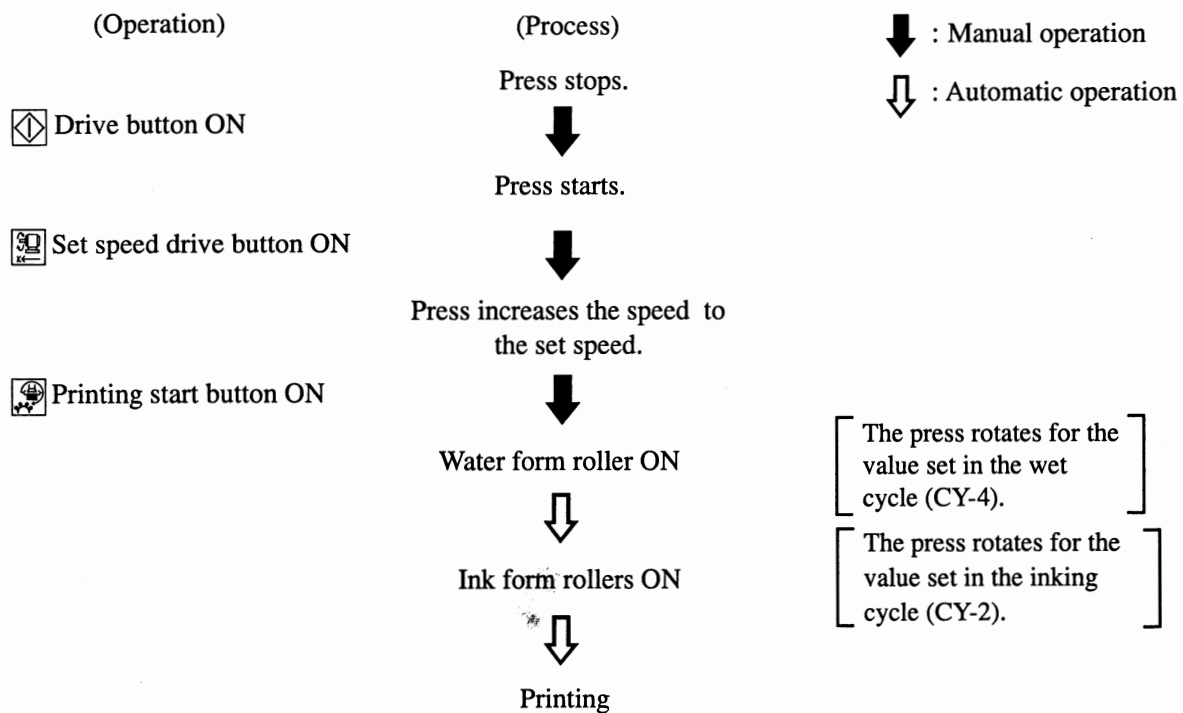 (Operation)
(Process)
: Manual operation
Press stops.
: Automatic operation
Drive button ON
Press starts.
Set speed drive button ON
Press increases the speed to
the set speed.
Printing start button ON
Water form roller ON
The press rotates for the
value set in the wet
cycle (CY-4).
Ink form rollers ON
The press rotates for the
value set in the inking
cycle (CY-2).
Printing